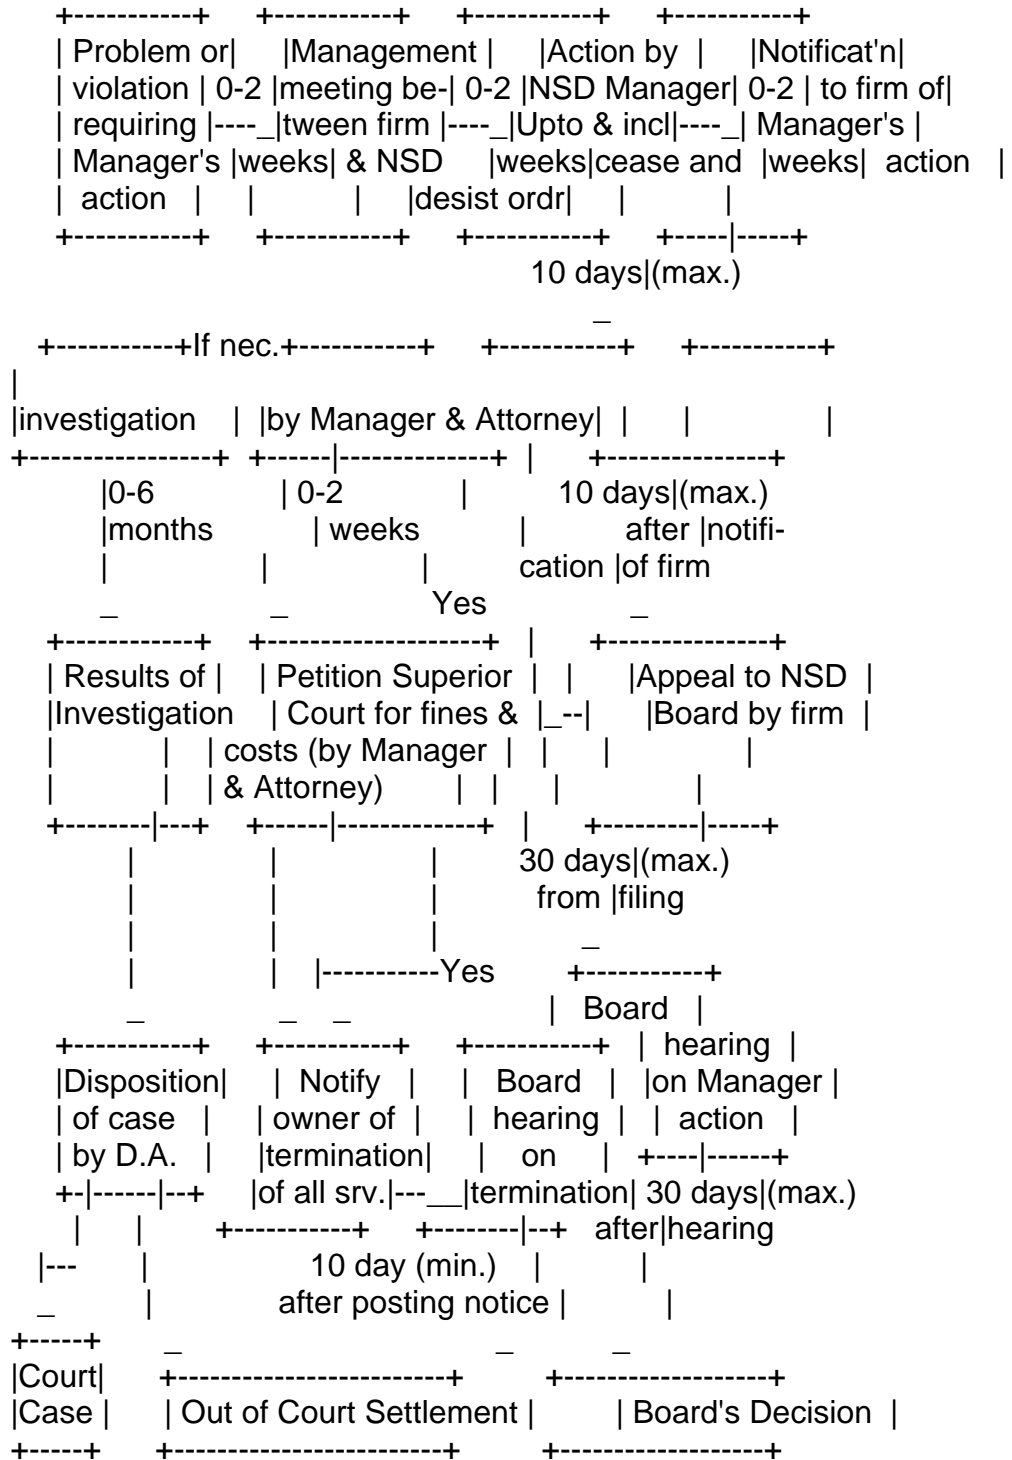 +-----------+ +-----------+ +-----------+ +-----------+
| Problem or| |Management | |Action by | |Notificat'n|
| violation | 0-2 |meeting be-| 0-2 |NSD Manager| 0-2 | to firm of|
| requiring |----_|tween firm |----_|Upto & incl|----_| Manager's |
| Manager's |weeks| & NSD |weeks|cease and |weeks| action |
| action | | | |desist ordr| | |
+-----------+ +-----------+ +-----------+ +-----|-----+
10 days|(max.)
_
+-----------+If nec.+-----------+ +-----------+ +-----------+
|
|investigation | |by Manager & Attorney| | | |
+-----------------+ +------|--------------+ | +---------------+
|0-6 | 0-2 | 10 days|(max.)
|months | weeks | after |notifi-
| | | cation |of firm
_ _ Yes _
+------------+ +--------------------+ | +---------------+
| Results of | | Petition Superior | | |Appeal to NSD |
|Investigation | Court for fines & |_--| |Board by firm |
| | | costs (by Manager | | | |
| | | & Attorney) | | | |
+--------|---+ +------|-------------+ | +---------|-----+
| | | 30 days|(max.)
| | | from |filing
| | | _
| | |-----------Yes +-----------+
_ _ _ | Board |
+-----------+ +-----------+ +-----------+ | hearing |
|Disposition| | Notify | | Board | |on Manager |
| of case | | owner of | | hearing | | action |
| by D.A. | |termination| | on | +----|------+
+-|------|--+ |of all srv.|---__|termination| 30 days|(max.)
| | +-----------+ +--------|--+ after|hearing
|--- | 10 day (min.) | |
_ | after posting notice | |
+-----+ _ _ _
|Court| +-------------------------+ +-------------------+
|Case | | Out of Court Settlement | | Board's Decision |
+-----+ +--------------------------+ +-------------------+